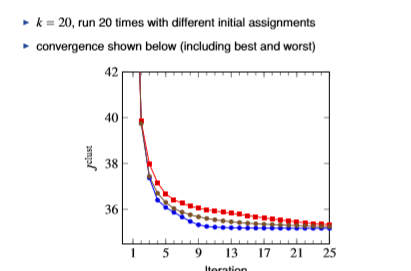 k = 20, run 20 times with different initial assignments
convergence shown below (including best and worst)
42
40
38
36
J^clust
1 5 9 13 17 21 25
Iteration